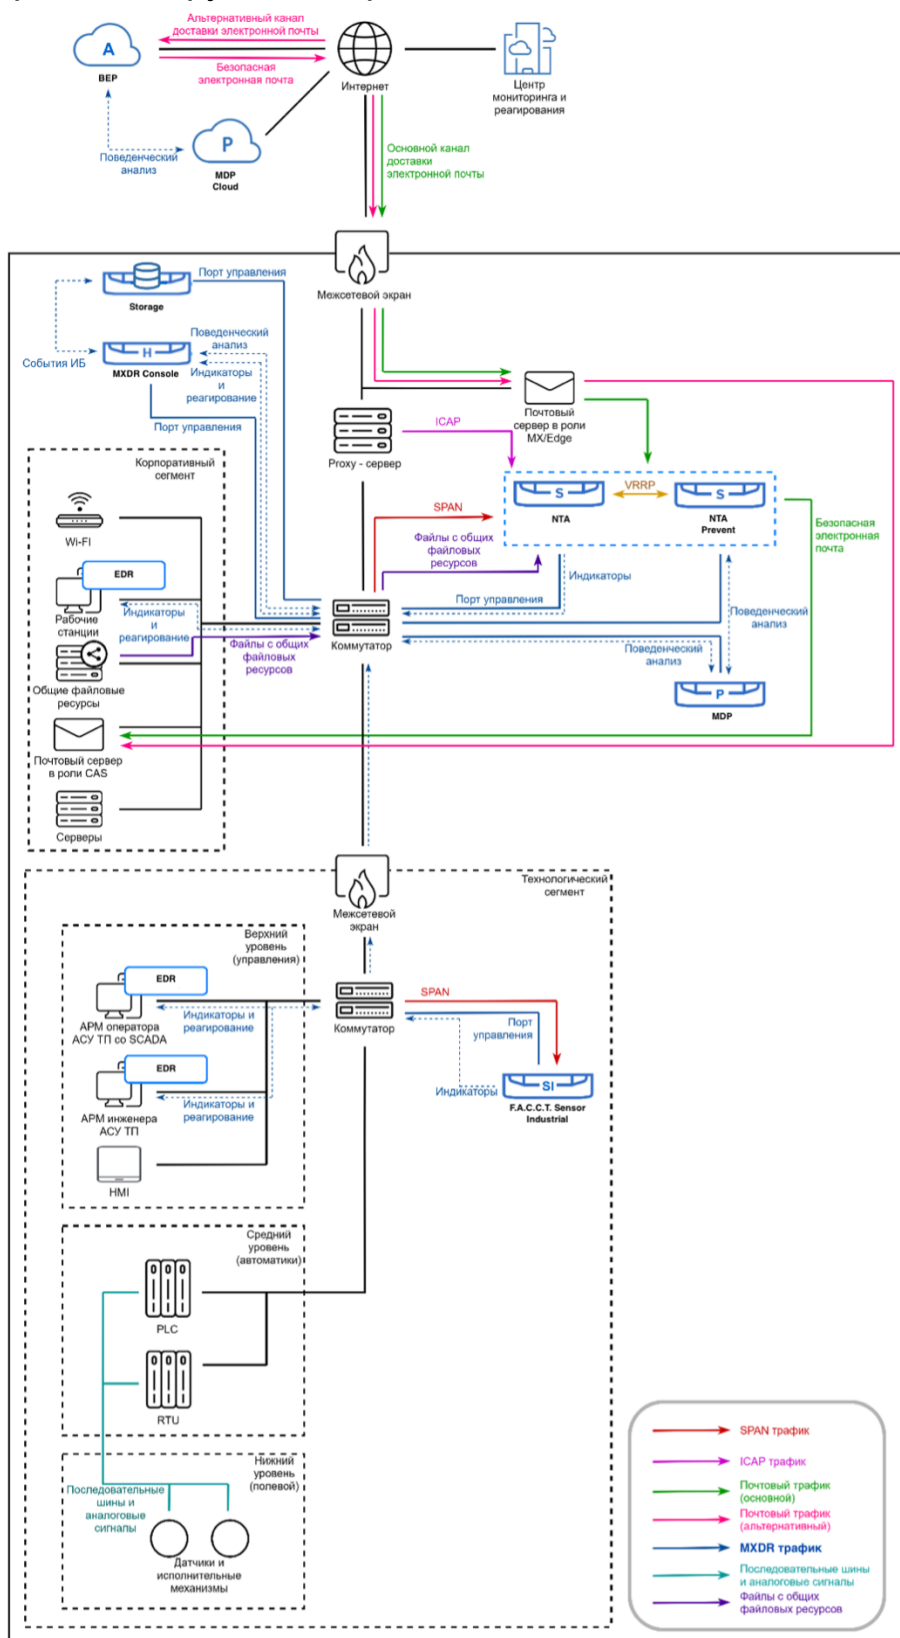 Альтернативный канал
доставки электронной почты
A
BEP
Безопасная
электронная почта
Интернет
Центр
мониторинга и
реагирования
Поведенческий
анализ
P
MDP
Cloud
Основной канал
доставки
электронной почты
Межсетевой экран
Storage
Порт управления
События ИБ
H
MXDR Console
Поведенческий
анализ
Индикаторы
и
реагирование
Порт управления
Почтовый
сервер в роли
MX/Edge
Proxy - сервер
ICAP
Корпоративный
сегмент
Wi-FI
EDR
Рабочие
станции
Индикаторы
и
реагирование
Общие файловые
ресурсы
Файлы с общих
файловых
ресурсов
Почтовый сервер
в роли CAS
Серверы
SPAN
Файлы с общих
файловых
ресурсов
S
NTA
VRRP
S
NTA
Prevent
Безопасная
электронная
почта
Индикаторы
Порт управления
Коммутатор
Поведенческий
анализ
Поведенческий
анализ
P
MDP
Технологический
сегмент
Межсетевой
экран
Верхний
уровень
(управления)
EDR
АРМ оператора
АСУ ТП со SCADA
Индикаторы и
реагирование
EDR
АРМ инженера
АСУ ТП
Индикаторы и
реагирование
HMI
Коммутатор
SPAN
Порт
управления
Индикаторы
SI
F.A.C.C.T. Sensor
Industrial
Средний
уровень
(автоматики)
PLC
RTU
Нижний
уровень
(полевой)
Последовательные
шины и
аналоговые
сигналы
Датчики и
исполнительные
механизмы
SPAN трафик
ICAP трафик
Почтовый трафик
(основной)
Почтовый трафик
(альтернативный)
MXDR трафик
Последовательные шины
и аналоговые сигналы
Файлы с общих
файловых ресурсов